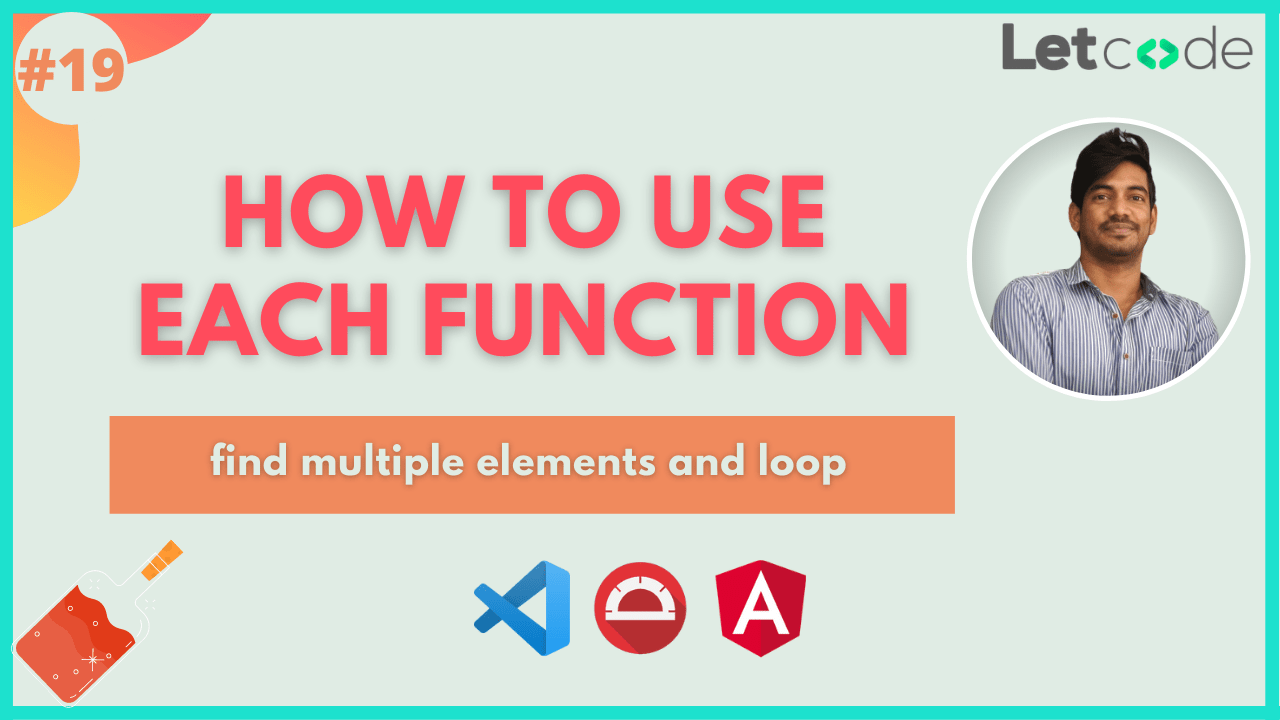 #19
Letcode
HOW TO USE
EACH FUNCTION
find multiple elements and loop